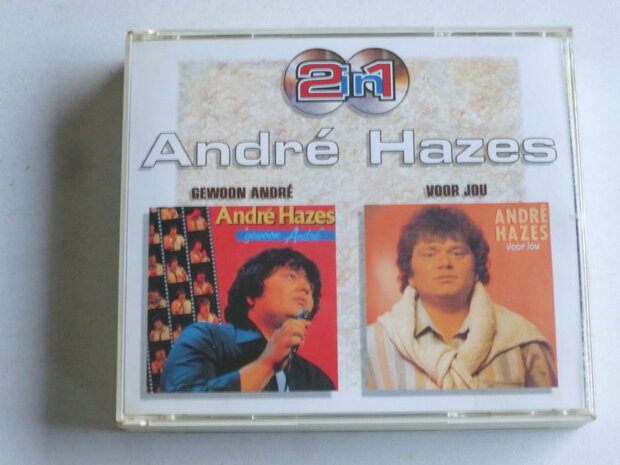 2in1
André Hazes
GEWOON ANDRÉ
VOOR JOU
André Hazes
"gewoon André"
ANDRÉ
HAZES
voor jou